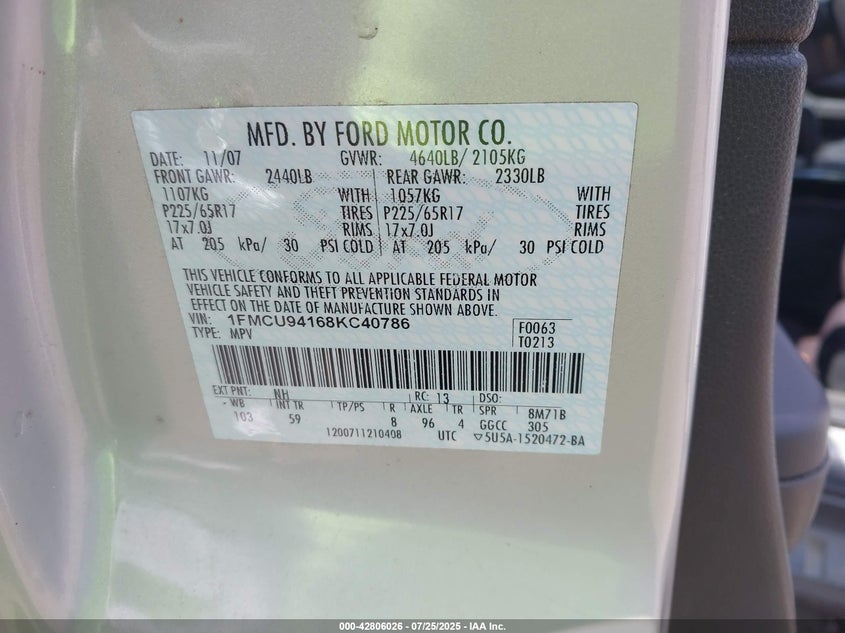 MFD. BY FORD MOTOR CO.
DATE: 11/07 GVWR: 4640LB/ 2105KG
FRONT GAWR: 2440LB REAR GAWR: 2330LB
1107KG WITH 1057KG WITH
P225/65R17 TIRES P225/65R17 TIRES
17x7.0J RIMS 17x7.0J RIMS
AT 205 kPa/ 30 PSI COLD AT 205 kPa/ 30 PSI COLD
THIS VEHICLE CONFORMS TO ALL APPLICABLE FEDERAL MOTOR
VEHICLE SAFETY AND THEFT PREVENTION STANDARDS IN
EFFECT ON THE DATE OF MANUFACTURE SHOWN ABOVE.
VIN: 1FMCU94168KC40786 F0063
TYPE: MPV T0213
EXT PNT: NH RC: 13 DSO:
WB INT TR TP/PS R AXLE TR SPR 8M71B
103 59 8 96 4 GGCC 305
1200711210408 UTC ▽5U5A-1520472-BA
000-42806026 - 07/25/2025 - IAA Inc.